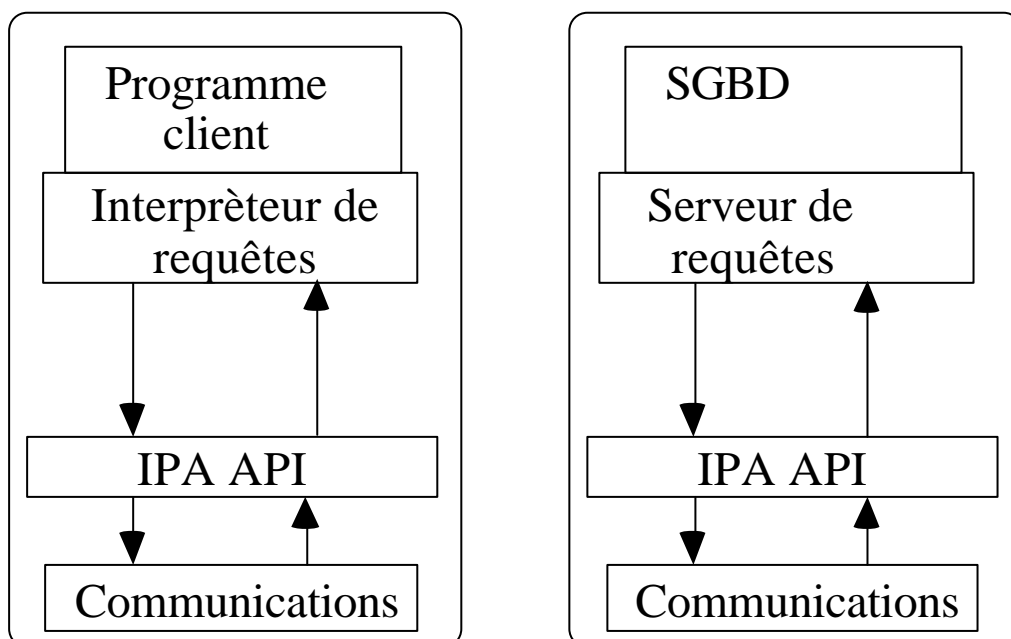 Programme
client
Interprèteur de
requêtes
IPA API
Communications
SGBD
Serveur de
requêtes
IPA API
Communications